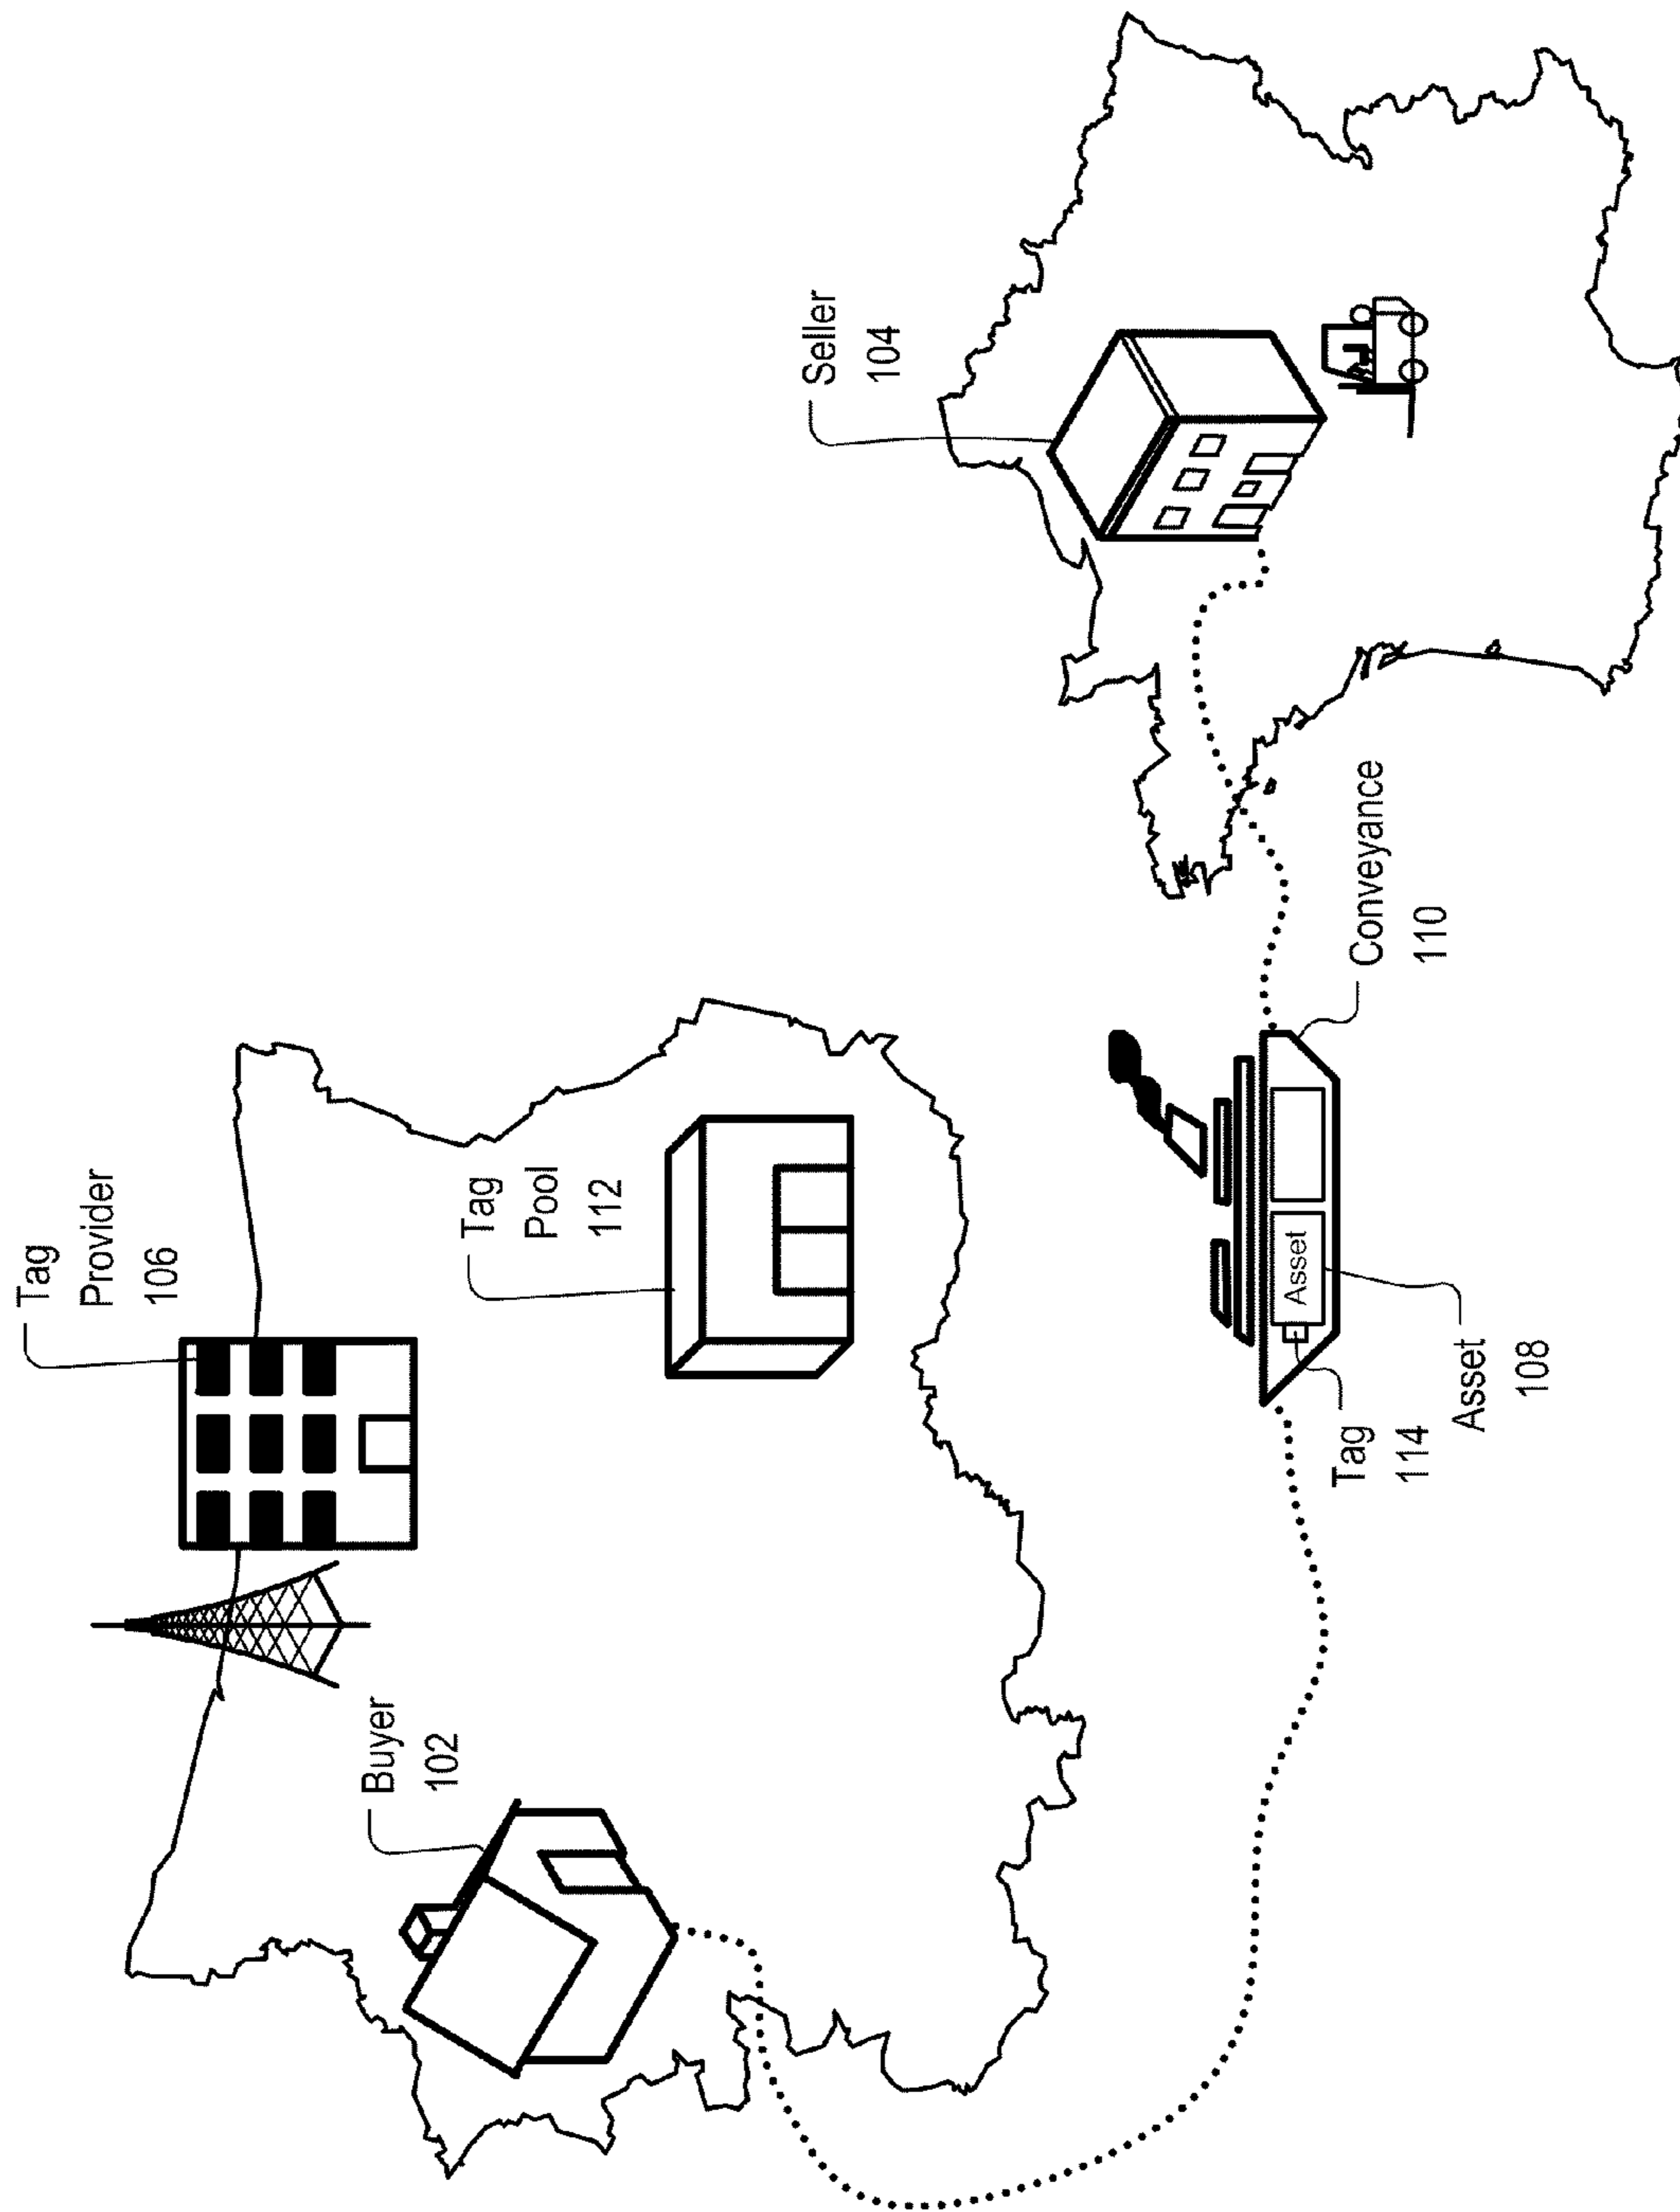 Tag
Provider
106
Buyer
102
Tag
Pool
112
Seller
104
Asset
Tag
114
Asset
108
Conveyance
110